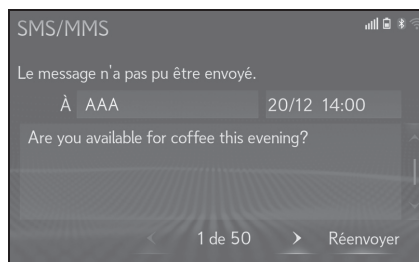 SMS/MMS
Le message n'a pas pu être envoyé.
À AAA 20/12 14:00
Are you available for coffee this evening?
1 de 50 Réenvoyer